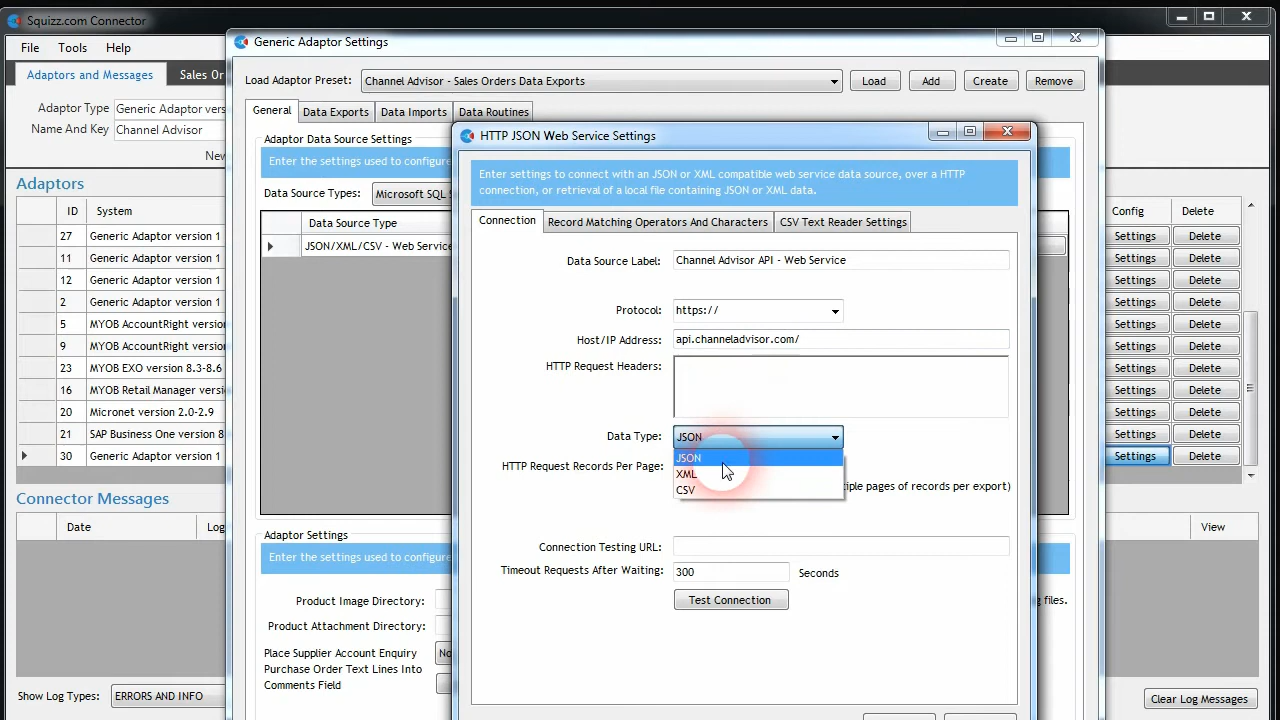 Squizz.com Connector
File Tools Help
Adaptors and Messages
Sales Or
Adaptor Type Generic Adaptor vers
Name And Key Channel Advisor
New
Adaptors
ID System
27 Generic Adaptor version 1
11 Generic Adaptor version 1
12 Generic Adaptor version 1
2 Generic Adaptor version 1
5 MYOB AccountRight version
9 MYOB AccountRight version
23 MYOB EXO version 8.3-8.6
16 MYOB Retail Manager version
20 Micronet version 2.0-2.9
21 SAP Business One version 8
30 Generic Adaptor version 1
Connector Messages
Date Log
Show Log Types: ERRORS AND INFO
Generic Adaptor Settings
Load Adaptor Preset: Channel Advisor - Sales Orders Data Exports Load Add Create Remove
General Data Exports Data Imports Data Routines
Adaptor Data Source Settings
Enter the settings used to configure
Data Source Types: Microsoft SQL S
Data Source Type
JSON/XML/CSV - Web Service
Adaptor Settings
Enter the settings used to configure
Product Image Directory:
g files.
Product Attachment Directory:
Place Supplier Account Enquiry No
Purchase Order Text Lines Into
Comments Field
HTTP JSON Web Service Settings
Enter settings to connect with an JSON or XML compatible web service data source, over a HTTP
connection, or retrieval of a local file containing JSON or XML data.
Connection Record Matching Operators And Characters CSV Text Reader Settings
Data Source Label: Channel Advisor API - Web Service
Protocol: https://
Host/IP Address: api.channeladvisor.com/
HTTP Request Headers:
Data Type: JSON
JSON
XML
CSV
HTTP Request Records Per Page:
iple pages of records per export)
Connection Testing URL:
Timeout Requests After Waiting: 300 Seconds
Test Connection
Config Delete
Settings Delete
Settings Delete
Settings Delete
Settings Delete
Settings Delete
Settings Delete
Settings Delete
Settings Delete
Settings Delete
Settings Delete
Settings Delete
View
Clear Log Messages